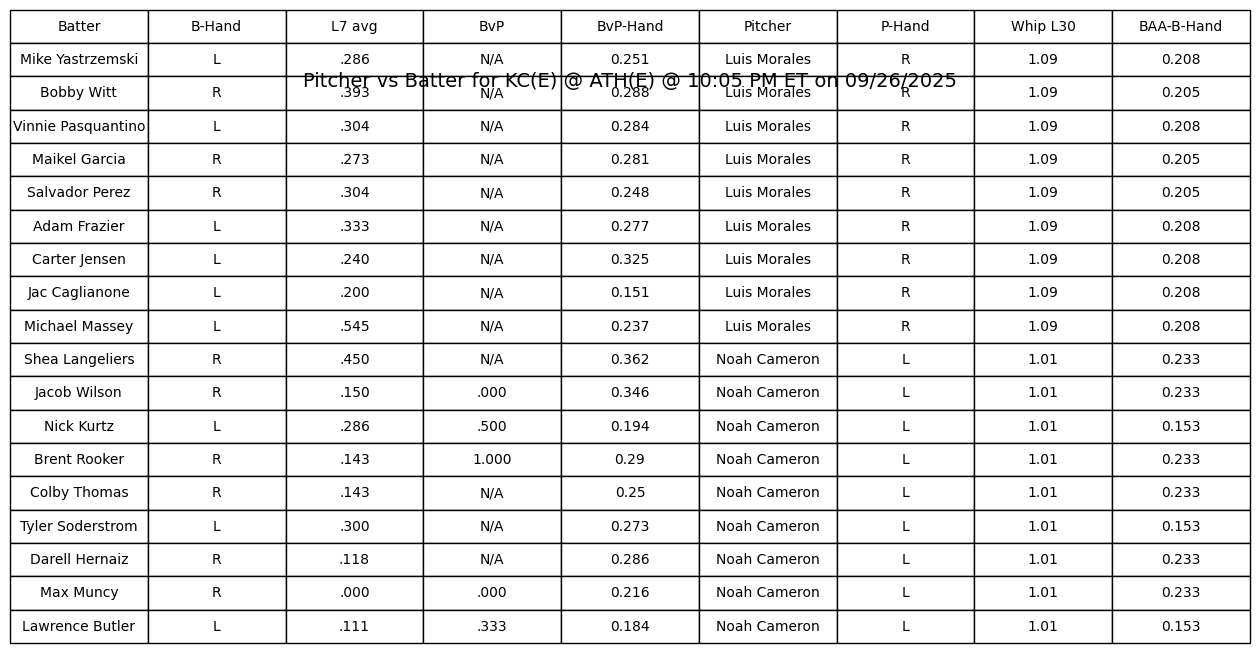 Batter B-Hand L7 avg BvP BvP-Hand Pitcher P-Hand Whip L30 BAA-B-Hand
Mike Yastrzemski L .286 N/A 0.251 Luis Morales R 1.09 0.208
Pitcher vs Batter for KC(E) @ ATH(E) @ 10:05 PM ET on 09/26/2025
Bobby Witt R .393 N/A 0.288 Luis Morales R 1.09 0.205
Vinnie Pasquantino L .304 N/A 0.284 Luis Morales R 1.09 0.208
Maikel Garcia R .273 N/A 0.281 Luis Morales R 1.09 0.205
Salvador Perez R .304 N/A 0.248 Luis Morales R 1.09 0.205
Adam Frazier L .333 N/A 0.277 Luis Morales R 1.09 0.208
Carter Jensen L .240 N/A 0.325 Luis Morales R 1.09 0.208
Jac Caglianone L .200 N/A 0.151 Luis Morales R 1.09 0.208
Michael Massey L .545 N/A 0.237 Luis Morales R 1.09 0.208
Shea Langeliers R .450 N/A 0.362 Noah Cameron L 1.01 0.233
Jacob Wilson R .150 .000 0.346 Noah Cameron L 1.01 0.233
Nick Kurtz L .286 .500 0.194 Noah Cameron L 1.01 0.153
Brent Rooker R .143 1.000 0.29 Noah Cameron L 1.01 0.233
Colby Thomas R .143 N/A 0.25 Noah Cameron L 1.01 0.233
Tyler Soderstrom L .300 N/A 0.273 Noah Cameron L 1.01 0.153
Darell Hernaiz R .118 N/A 0.286 Noah Cameron L 1.01 0.233
Max Muncy R .000 .000 0.216 Noah Cameron L 1.01 0.233
Lawrence Butler L .111 .333 0.184 Noah Cameron L 1.01 0.153